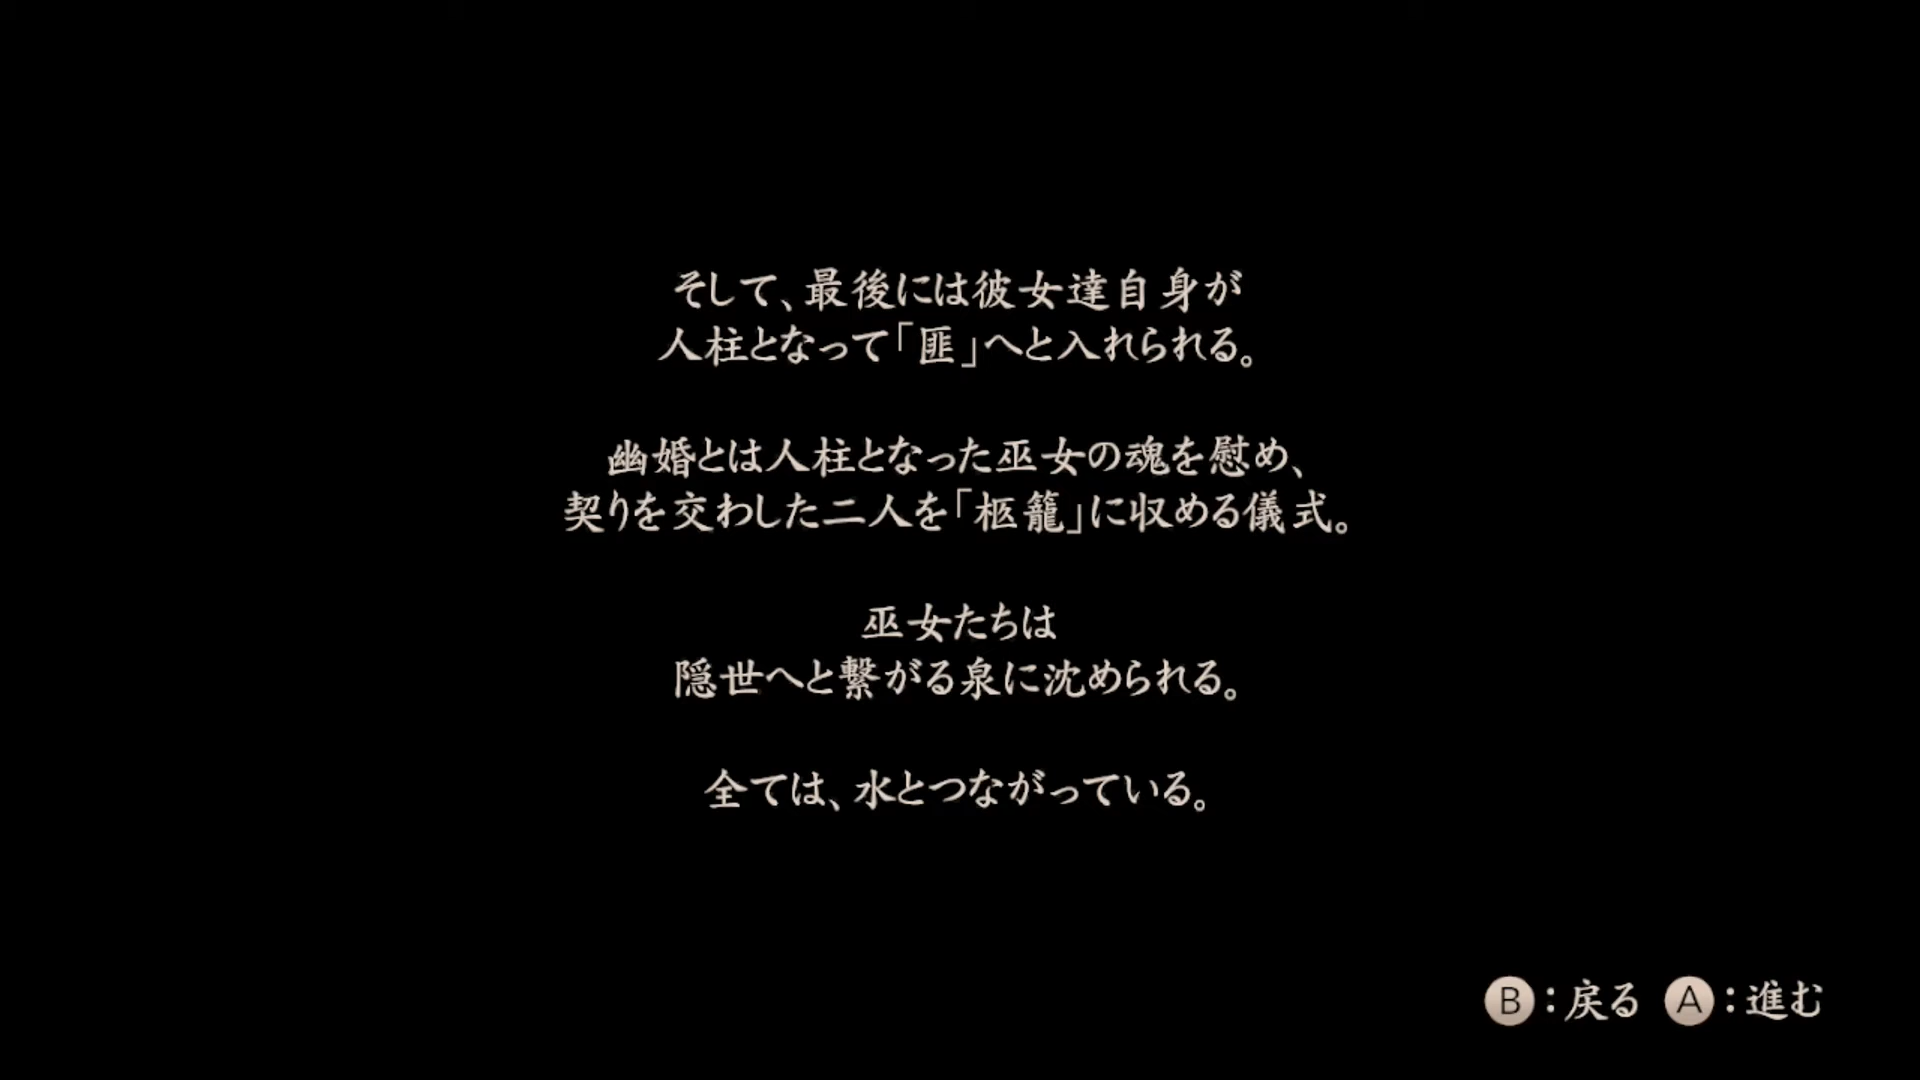 そして、最後には彼女達自身が
人柱となって「匪」へと入れられる。
幽婚とは人柱となった巫女の魂を慰め、
契りを交わした二人を「柩籠」に収める儀式。
巫女たちは
隠世へと繋がる泉に沈められる。
全ては、水とつながっている。
B：戻る A：進む